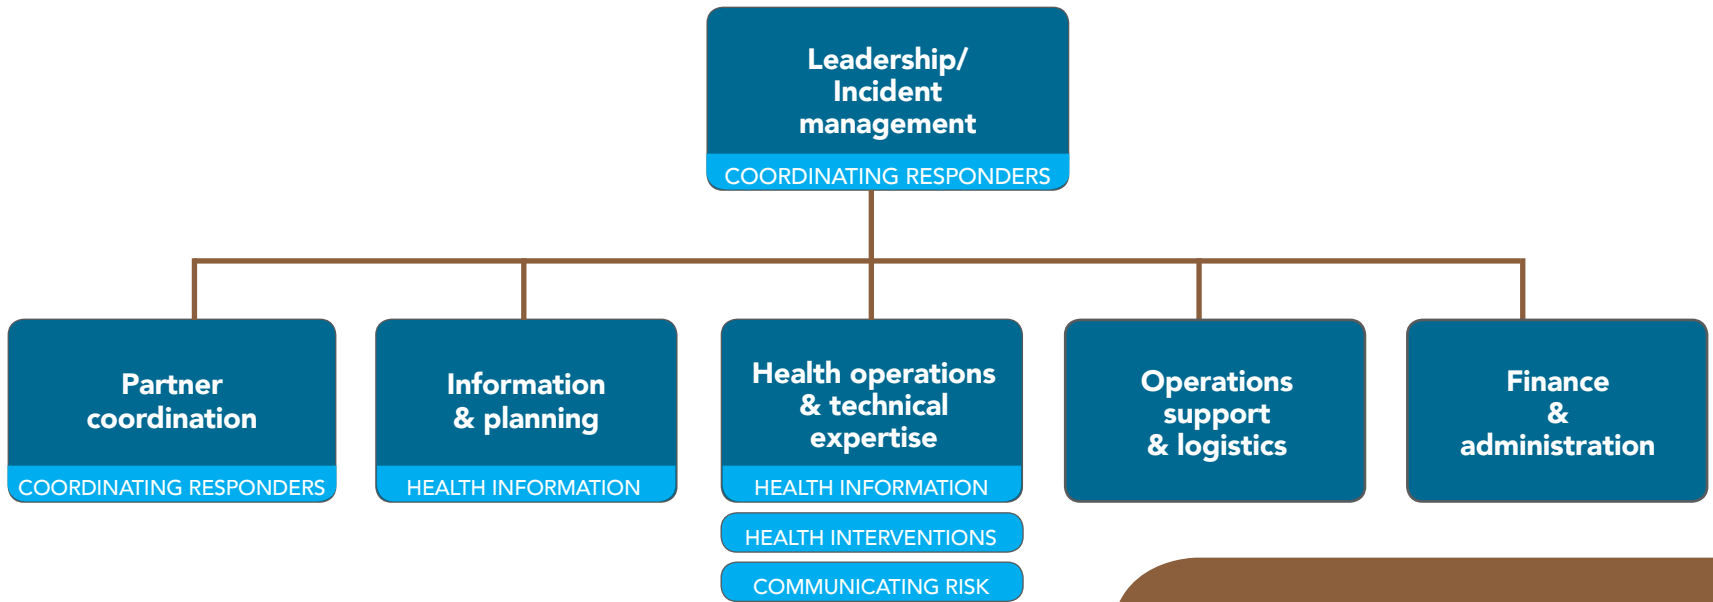 Leadership/
Incident
management
COORDINATING RESPONDERS
Partner
coordination
COORDINATING RESPONDERS
Information
& planning
HEALTH INFORMATION
Health operations
& technical
expertise
HEALTH INFORMATION
HEALTH INTERVENTIONS
COMMUNICATING RISK
Operations
support
& logistics
Finance
&
administration